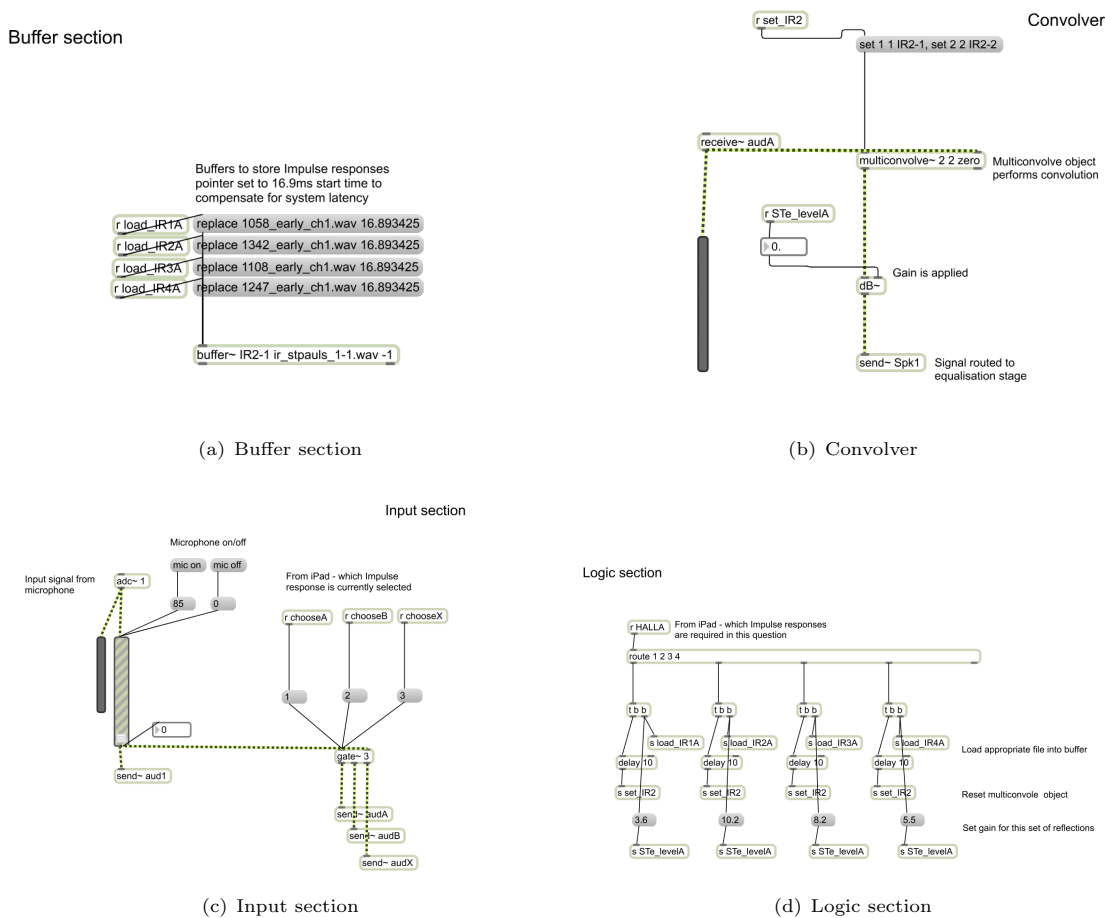 Buffer section
Buffers to store Impulse responses
pointer set to 16.9ms start time to
compensate for system latency
r load_IR1A replace 1058_early_ch1.wav 16.893425
r load_IR2A replace 1342_early_ch1.wav 16.893425
r load_IR3A replace 1108_early_ch1.wav 16.893425
r load_IR4A replace 1247_early_ch1.wav 16.893425
buffer~ IR2-1 ir_stpauls_1-1.wav -1
(a) Buffer section
Convolver
r set_IR2
set 1 1 IR2-1, set 2 2 IR2-2
receive~ audA
multiconvolve~ 2 2 zero
Multiconvolve object
performs convolution
r STe_levelA
0.
Gain is applied
dB~
send~ Spk1
Signal routed to
equalisation stage
(b) Convolver
Input section
Microphone on/off
mic on mic off
Input signal from
microphone
adc~ 1
85 0
From iPad - which Impulse
response is currently selected
r chooseA r chooseB r chooseX
1 2 3
0
gate~ 3
send~ aud1
send~ audA
send~ audB
send~ audX
(c) Input section
Logic section
r HALLA
From iPad - which Impulse responses
are required in this question
route 1 2 3 4
t b b t b b t b b t b b
s load_IR1A s load_IR2A s load_IR3A s load_IR4A
Load appropriate file into buffer
delay 10 delay 10 delay 10 delay 10
s set_IR2 s set_IR2 s set_IR2 s set_IR2
Reset multiconvole object
3.6 10.2 8.2 5.5
Set gain for this set of reflections
s STe_levelA s STe_levelA s STe_levelA s STe_levelA
(d) Logic section